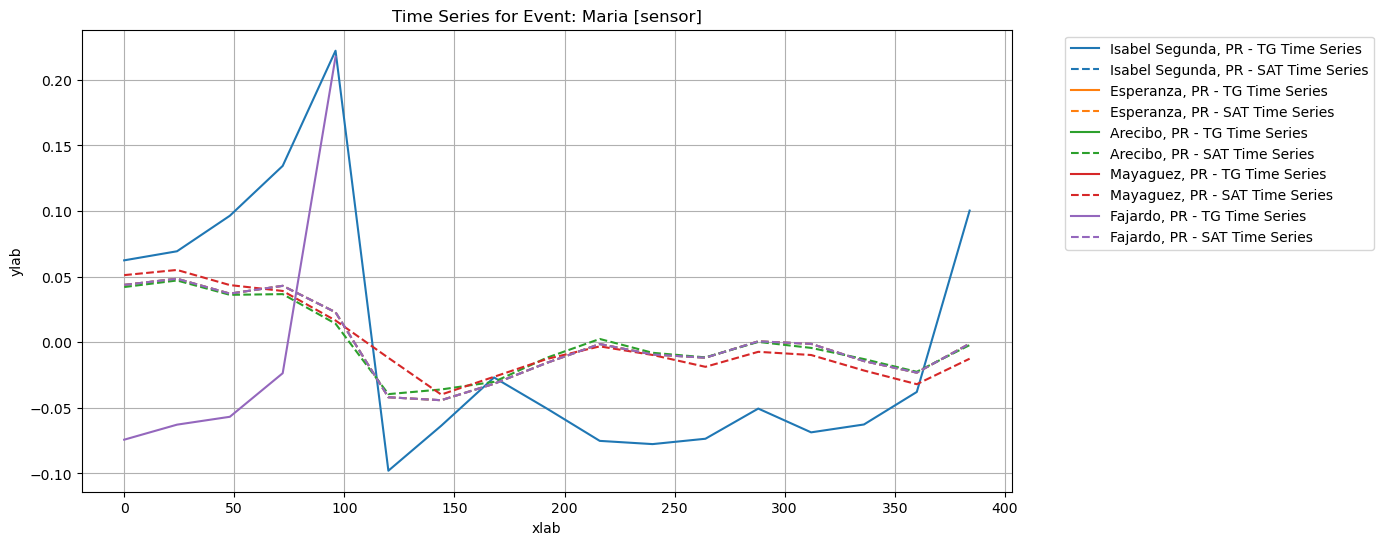 Time Series for Event: Maria [sensor]
ylab
0.20
0.15
0.10
0.05
0.00
−0.05
−0.10
0
50
100
150
200
250
300
350
400
xlab
Isabel Segunda, PR - TG Time Series
Isabel Segunda, PR - SAT Time Series
Esperanza, PR - TG Time Series
Esperanza, PR - SAT Time Series
Arecibo, PR - TG Time Series
Arecibo, PR - SAT Time Series
Mayaguez, PR - TG Time Series
Mayaguez, PR - SAT Time Series
Fajardo, PR - TG Time Series
Fajardo, PR - SAT Time Series